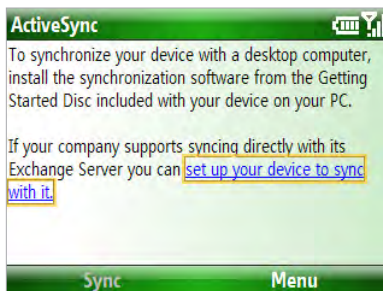 ActiveSync
To synchronize your device with a desktop computer,
install the synchronization software from the Getting
Started Disc included with your device on your PC.
If your company supports syncing directly with its
Exchange Server you can set up your device to sync
with it.
Sync Menu